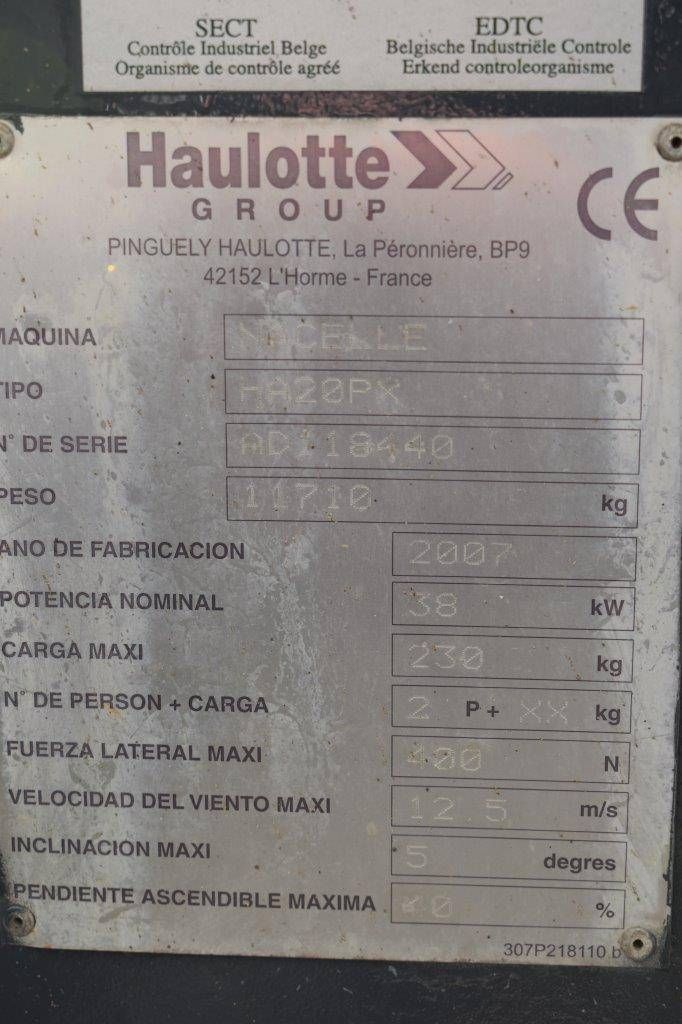 SECT
Contrôle Industriel Belge
Organisme de contrôle agréé
EDTC
Belgische Industriële Controle
Erkend controleorganisme
Haulotte
GROUP
CE
PINGUELY HAULOTTE, La Péronnière, BP9
42152 L'Horme - France
MAQUINA NACELLE
TIPO HA20PX
N° DE SERIE AD118440
PESO 11710 kg
ANO DE FABRICACION 2007
POTENCIA NOMINAL 38 kW
CARGA MAXI 230 kg
N° DE PERSON + CARGA 2 P+ XX kg
FUERZA LATERAL MAXI 400 N
VELOCIDAD DEL VIENTO MAXI 12.5 m/s
INCLINACION MAXI 5 degres
PENDIENTE ASCENDIBLE MAXIMA 40 %
307P218110 b